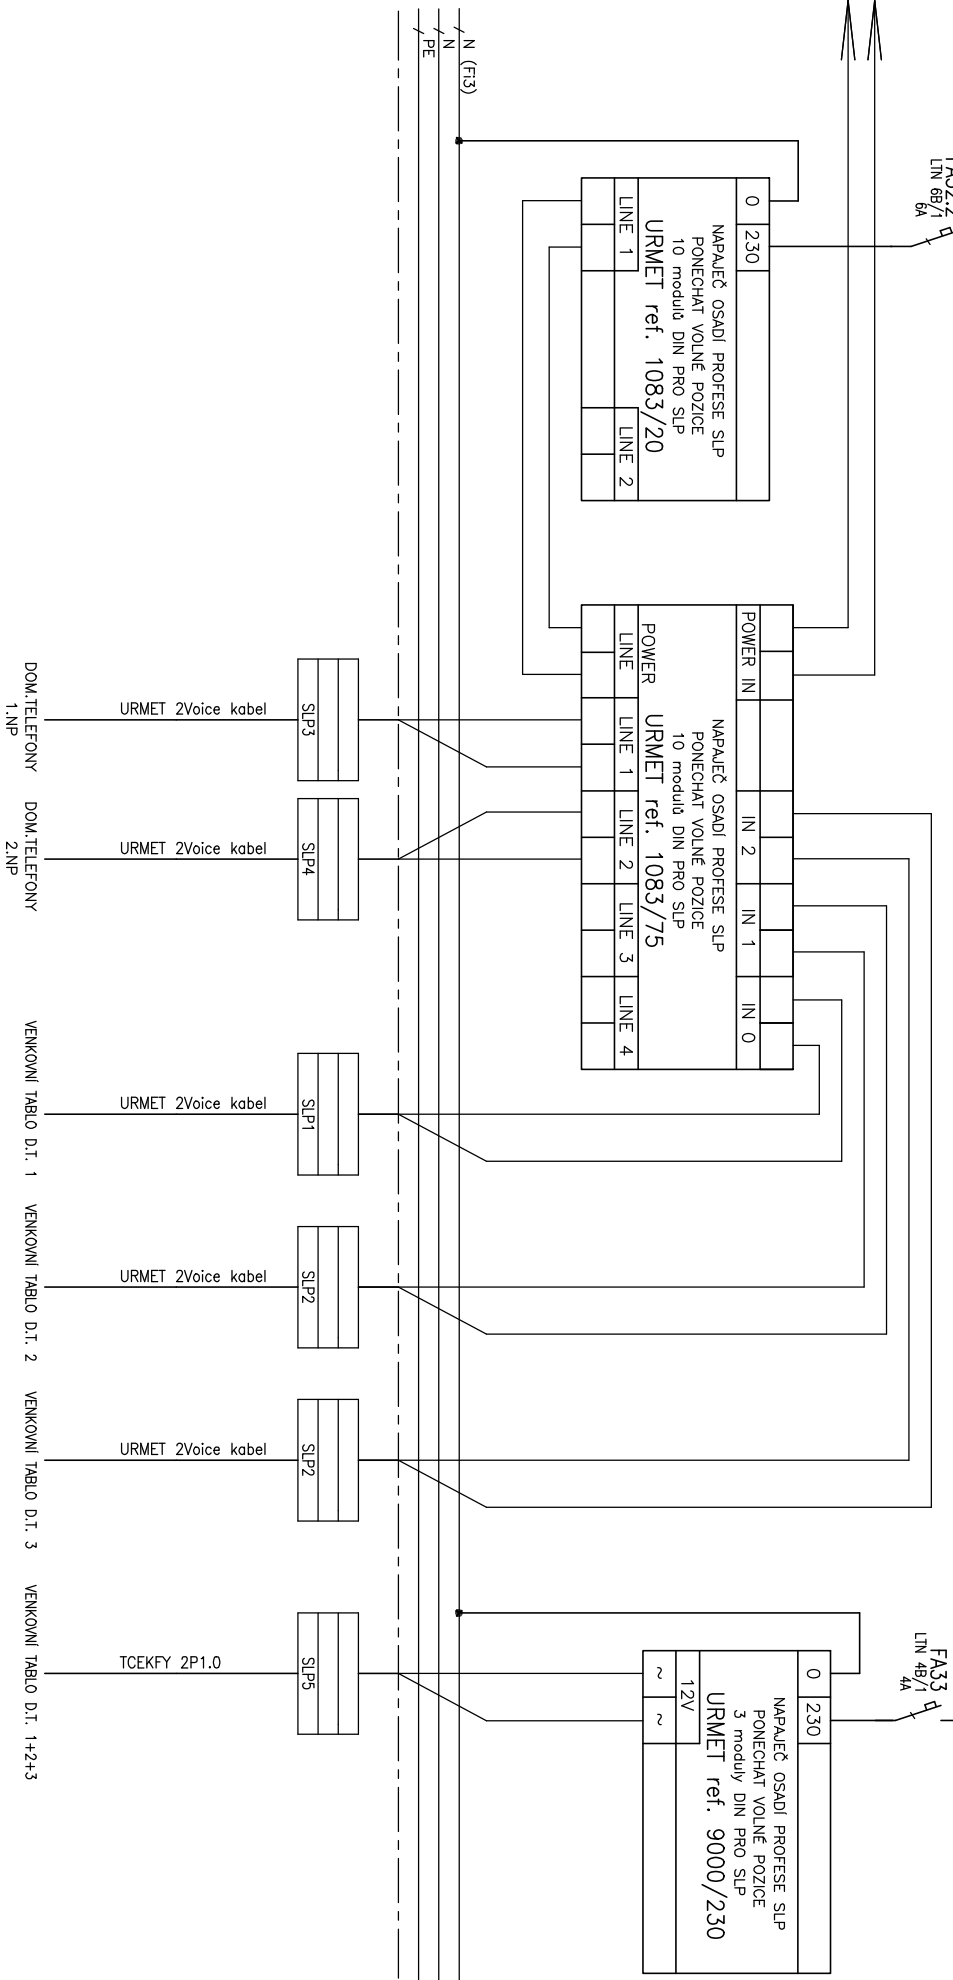 FA32.2
LTN 6B/1
6A
N (Fi3)
N
PE
0
230
NAPAJEČ OSADÍ PROFESE SLP
PONECHAT VOLNÉ POZICE
10 modulů DIN PRO SLP
URMET ref. 1083/20
LINE 1
LINE 2
POWER IN
IN 2
IN 1
IN 0
NAPAJEČ OSADÍ PROFESE SLP
PONECHAT VOLNÉ POZICE
10 modulů DIN PRO SLP
URMET ref. 1083/75
POWER
LINE
LINE 1
LINE 2
LINE 3
LINE 4
FA33
LTN 4B/1
4A
0
230
NAPAJEČ OSADÍ PROFESE SLP
PONECHAT VOLNÉ POZICE
3 moduly DIN PRO SLP
URMET ref. 9000/230
12V
~
~
SLP3
URMET 2Voice kabel
DOM.TELEFONY
1.NP
SLP4
URMET 2Voice kabel
DOM.TELEFONY
2.NP
SLP1
URMET 2Voice kabel
VENKOVNÍ TABLO D.T. 1
SLP2
URMET 2Voice kabel
VENKOVNÍ TABLO D.T. 2
SLP2
URMET 2Voice kabel
VENKOVNÍ TABLO D.T. 3
SLP5
TCEKFY 2P1.0
VENKOVNÍ TABLO D.T. 1+2+3